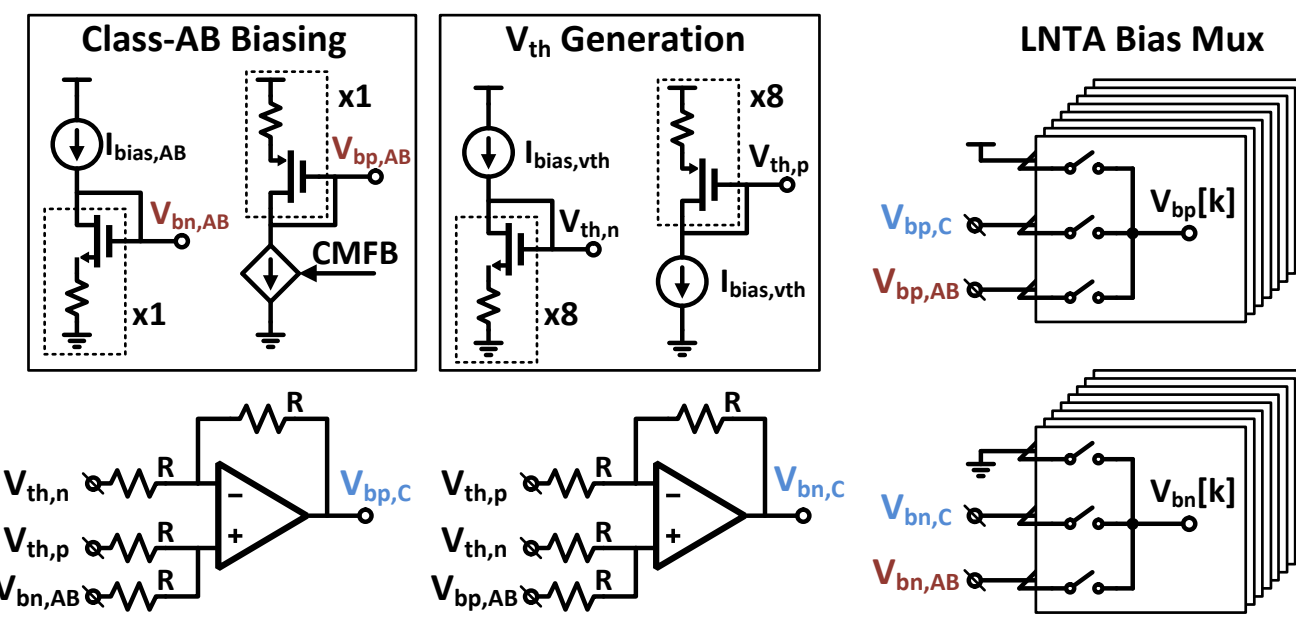 Class-AB Biasing
x1
I_bias,AB
V_bp,AB
V_bn,AB
CMFB
x1
V_th Generation
x8
I_bias,vth
V_th,p
V_th,n
I_bias,vth
x8
LNTA Bias Mux
V_bp,C
V_bp,AB
V_bp[k]
V_bn,C
V_bn,AB
V_bn[k]
R
V_th,n
R
V_bp,C
−
V_th,p
R
+
V_bn,AB
R
R
V_th,p
R
V_bn,C
−
V_th,n
R
+
V_bp,AB
R